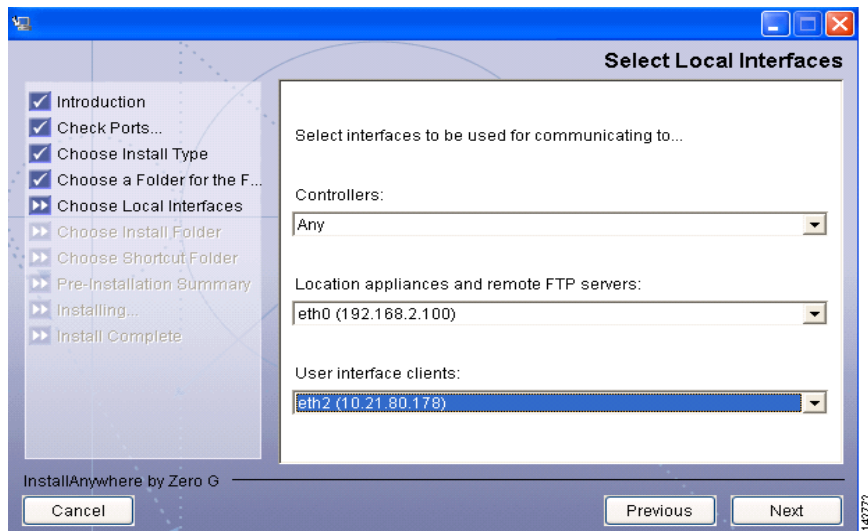 Select Local Interfaces
Introduction
Check Ports...
Choose Install Type
Choose a Folder for the F...
Choose Local Interfaces
Choose Install Folder
Choose Shortcut Folder
Pre-Installation Summary
Installing...
Install Complete
Select interfaces to be used for communicating to...
Controllers:
Any
Location appliances and remote FTP servers:
eth0 (192.168.2.100)
User interface clients:
eth2 (10.21.80.178)
InstallAnywhere by Zero G
Cancel
Previous
Next